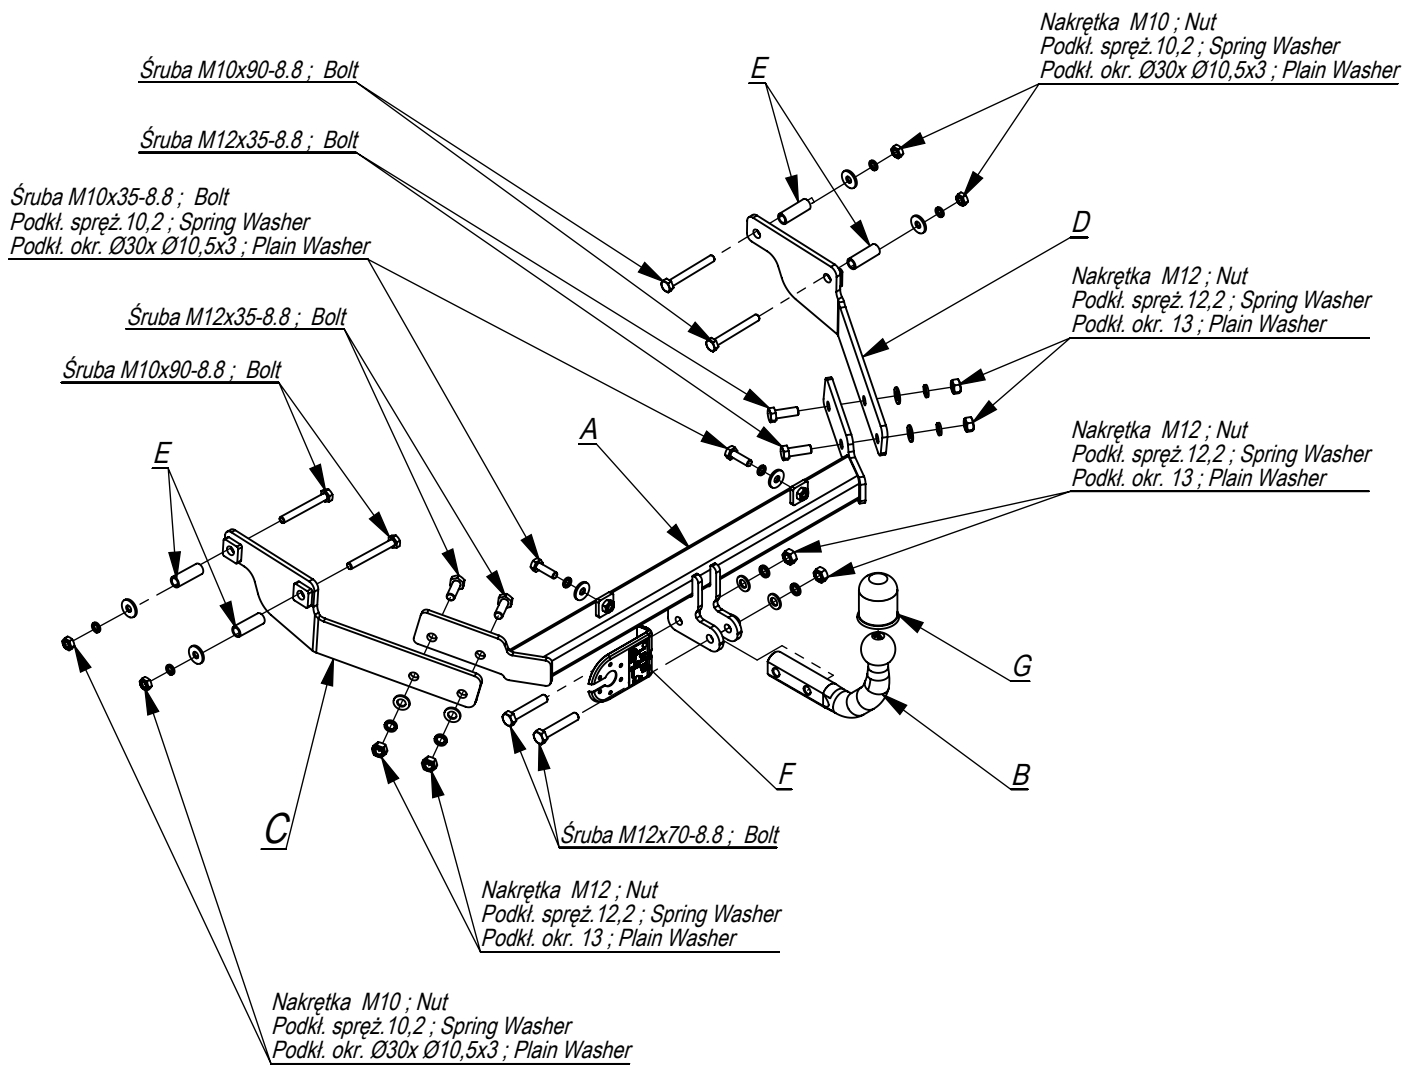 Nakrętka M10 ; Nut
Podkł. spręż.10,2 ; Spring Washer
Podkł. okr. Ø30x Ø10,5x3 ; Plain Washer
Śruba M10x90-8.8 ; Bolt
E
Śruba M12x35-8.8 ; Bolt
Śruba M10x35-8.8 ; Bolt
Podkł. spręż.10,2 ; Spring Washer
Podkł. okr. Ø30x Ø10,5x3 ; Plain Washer
D
Nakrętka M12 ; Nut
Podkł. spręż.12,2 ; Spring Washer
Podkł. okr. 13 ; Plain Washer
Śruba M12x35-8.8 ; Bolt
Śruba M10x90-8.8 ; Bolt
A
E
Nakrętka M12 ; Nut
Podkł. spręż.12,2 ; Spring Washer
Podkł. okr. 13 ; Plain Washer
G
F
B
C
Śruba M12x70-8.8 ; Bolt
Nakrętka M12 ; Nut
Podkł. spręż.12,2 ; Spring Washer
Podkł. okr. 13 ; Plain Washer
Nakrętka M10 ; Nut
Podkł. spręż.10,2 ; Spring Washer
Podkł. okr. Ø30x Ø10,5x3 ; Plain Washer